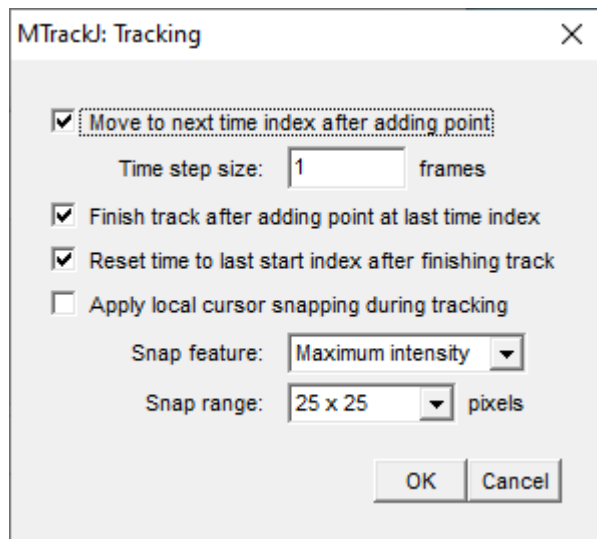 MTrackJ: Tracking
Move to next time index after adding point
Time step size: 1 frames
Finish track after adding point at last time index
Reset time to last start index after finishing track
Apply local cursor snapping during tracking
Snap feature: Maximum intensity
Snap range: 25 x 25 pixels
OK Cancel